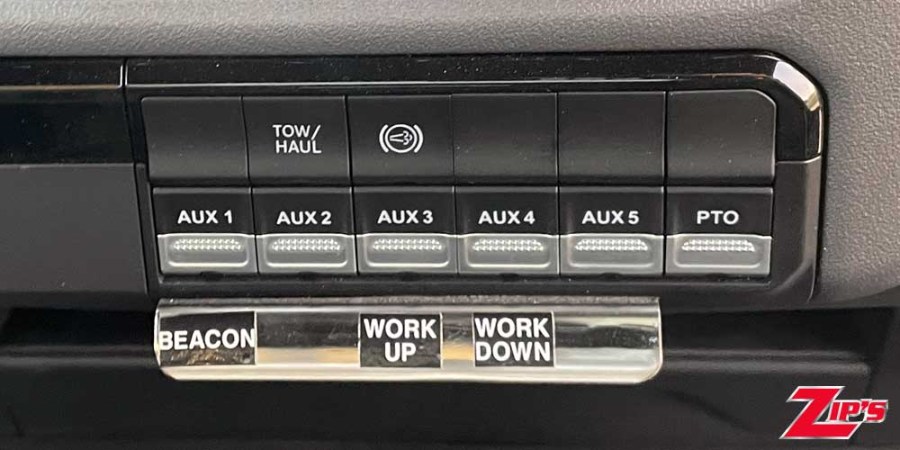 TOW/
HAUL
AUX 1 AUX 2 AUX 3 AUX 4 AUX 5 PTO
BEACON
WORK
UP
WORK
DOWN
ZIP'S